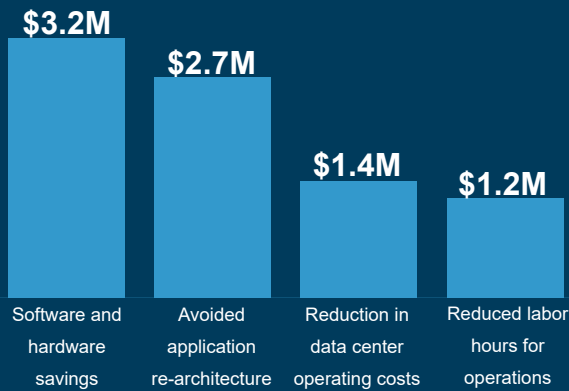 $3.2M
$2.7M
$1.4M
$1.2M
Software and
hardware
savings
Avoided
application
re-architecture
Reduction in
data center
operating costs
Reduced labor
hours for
operations